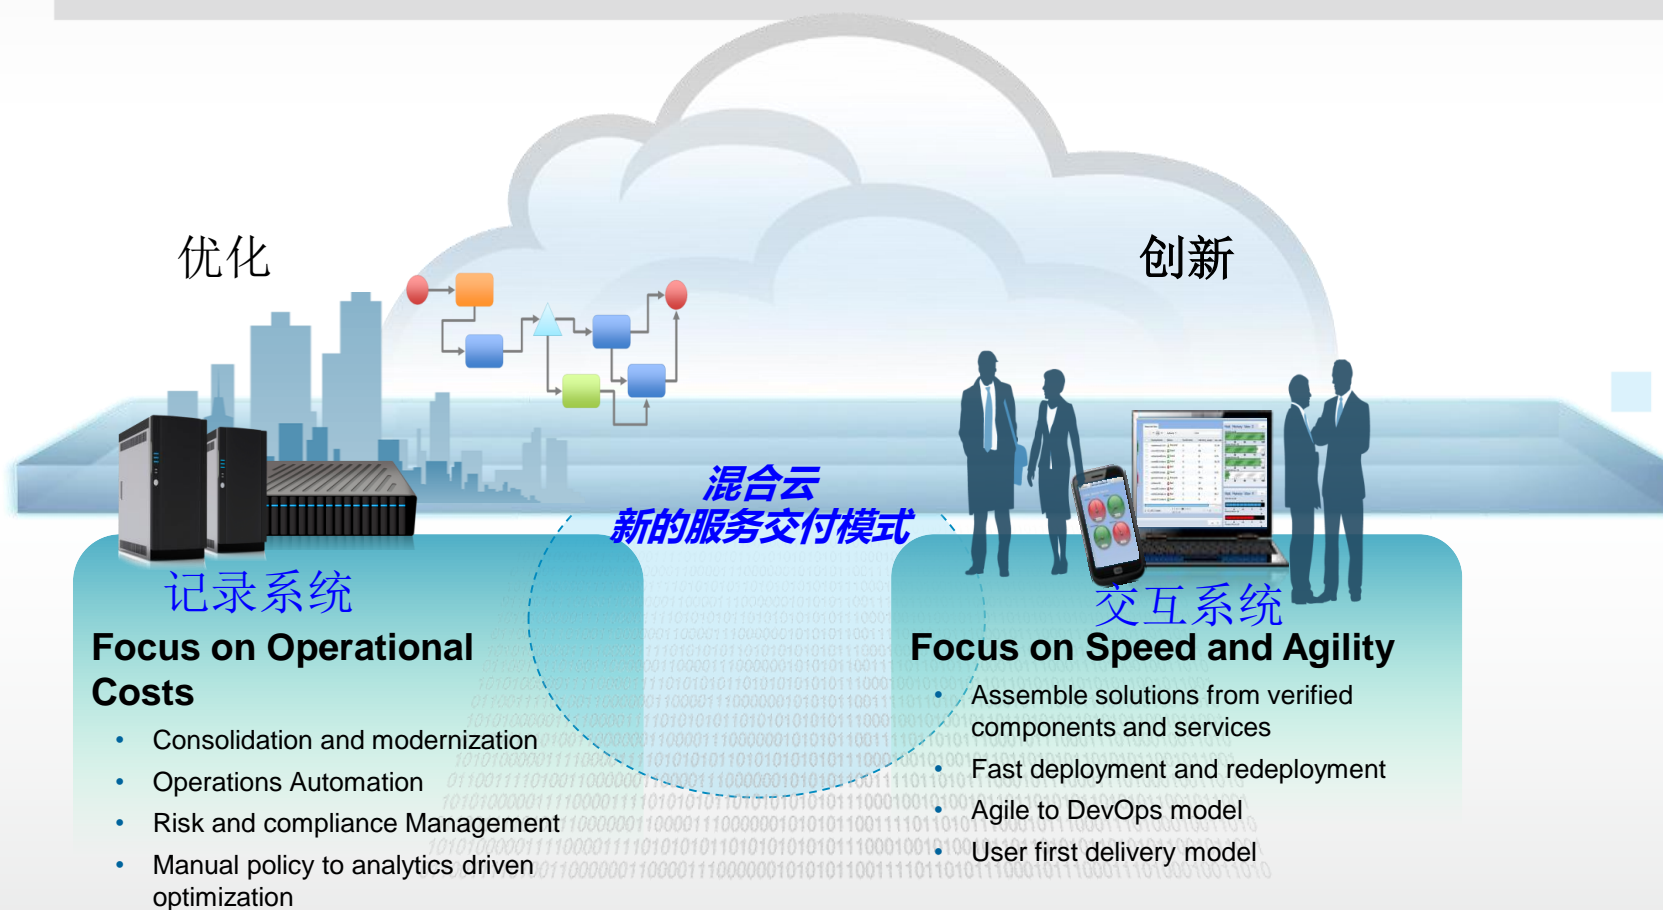 优化
创新
混合云
新的服务交付模式
记录系统
Focus on Operational
Costs
• Consolidation and modernization
• Operations Automation
• Risk and compliance Management
• Manual policy to analytics driven
optimization
交互系统
Focus on Speed and Agility
• Assemble solutions from verified
components and services
• Fast deployment and redeployment
• Agile to DevOps model
• User first delivery model